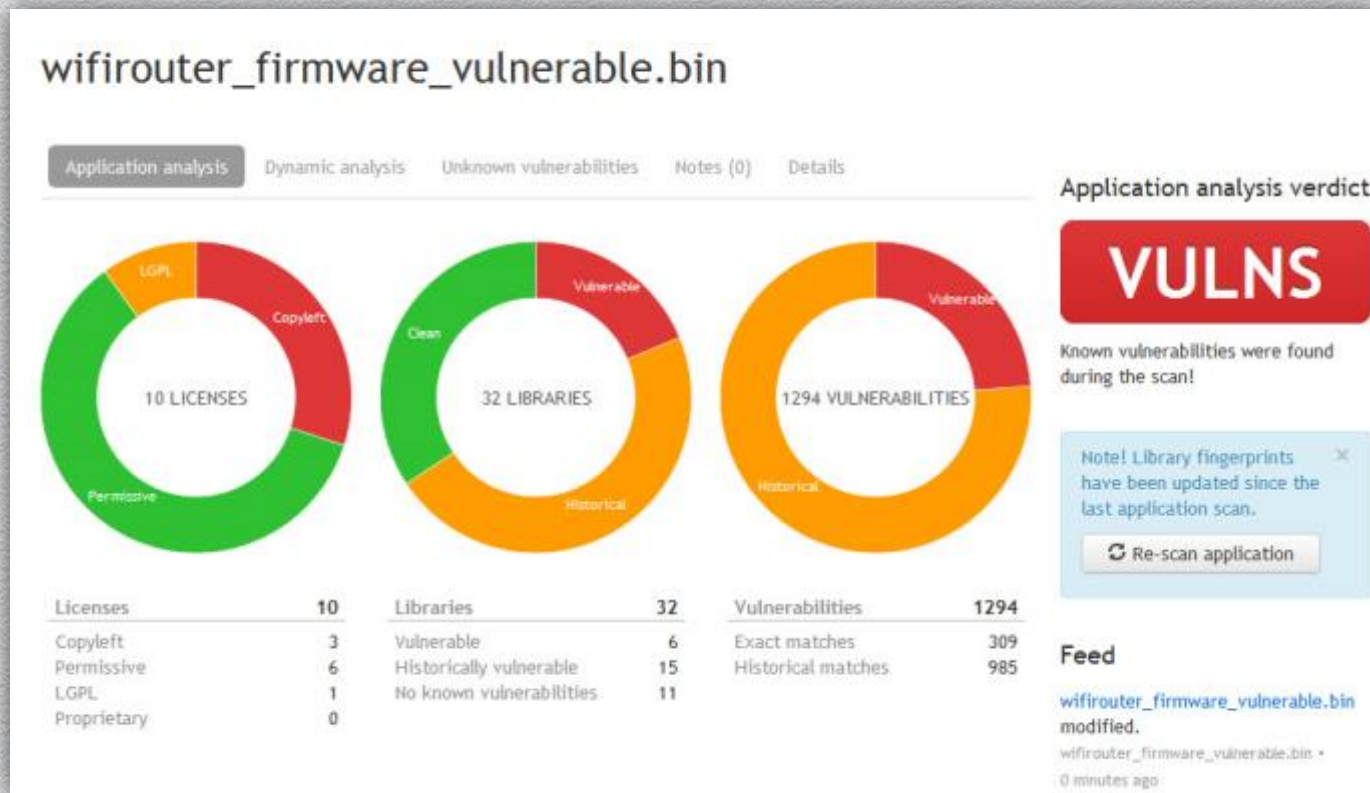 wifirouter_firmware_vulnerable.bin
Application analysis
Dynamic analysis
Unknown vulnerabilities
Notes (0)
Details
LGPL
Copyleft
Permissive
10 LICENSES
Vulnerable
Clean
Historical
32 LIBRARIES
Vulnerable
Historical
1294 VULNERABILITIES
Licenses 10
Copyleft 3
Permissive 6
LGPL 1
Proprietary 0
Libraries 32
Vulnerable 6
Historically vulnerable 15
No known vulnerabilities 11
Vulnerabilities 1294
Exact matches 309
Historical matches 985
Application analysis verdict
VULNS
Known vulnerabilities were found
during the scan!
Note! Library fingerprints
have been updated since the
last application scan.
×
Re-scan application
Feed
wifirouter_firmware_vulnerable.bin
modified.
wifirouter_firmware_vulnerable.bin •
0 minutes ago